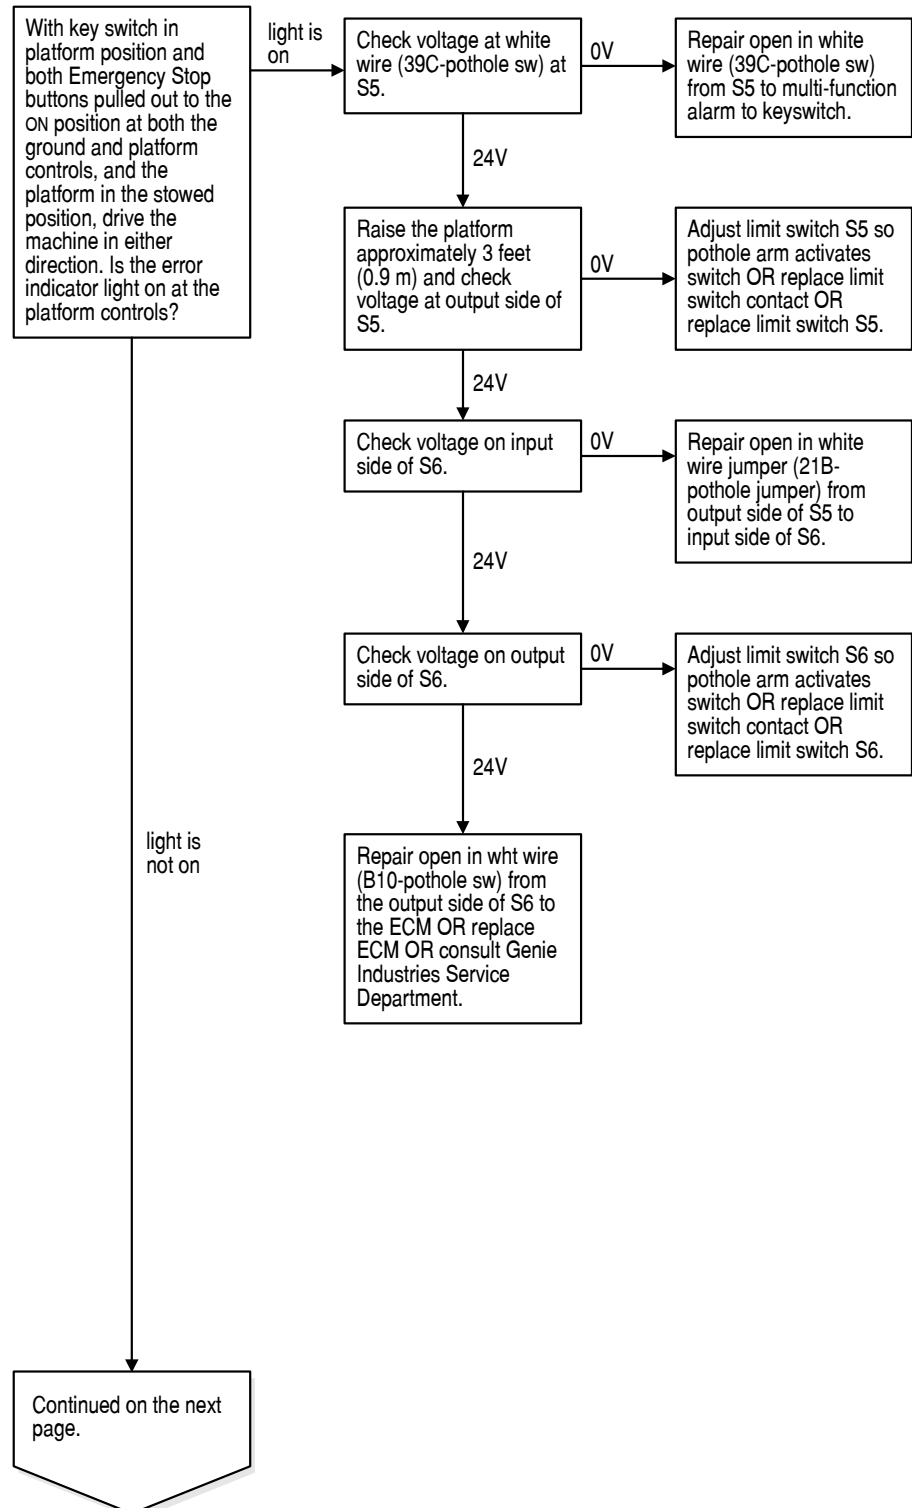 With key switch in
platform position and
both Emergency Stop
buttons pulled out to the
ON position at both the
ground and platform
controls, and the
platform in the stowed
position, drive the
machine in either
direction. Is the error
indicator light on at the
platform controls?
light is
on
Check voltage at white
wire (39C-pothole sw) at
S5.
0V
Repair open in white
wire (39C-pothole sw)
from S5 to multi-function
alarm to keyswitch.
24V
Raise the platform
approximately 3 feet
(0.9 m) and check
voltage at output side of
S5.
0V
Adjust limit switch S5 so
pothole arm activates
switch OR replace limit
switch contact OR
replace limit switch S5.
24V
Check voltage on input
side of S6.
0V
Repair open in white
wire jumper (21B-
pothole jumper) from
output side of S5 to
input side of S6.
24V
Check voltage on output
side of S6.
0V
Adjust limit switch S6 so
pothole arm activates
switch OR replace limit
switch contact OR
replace limit switch S6.
24V
Repair open in wht wire
(B10-pothole sw) from
the output side of S6 to
the ECM OR replace
ECM OR consult Genie
Industries Service
Department.
light is
not on
Continued on the next
page.